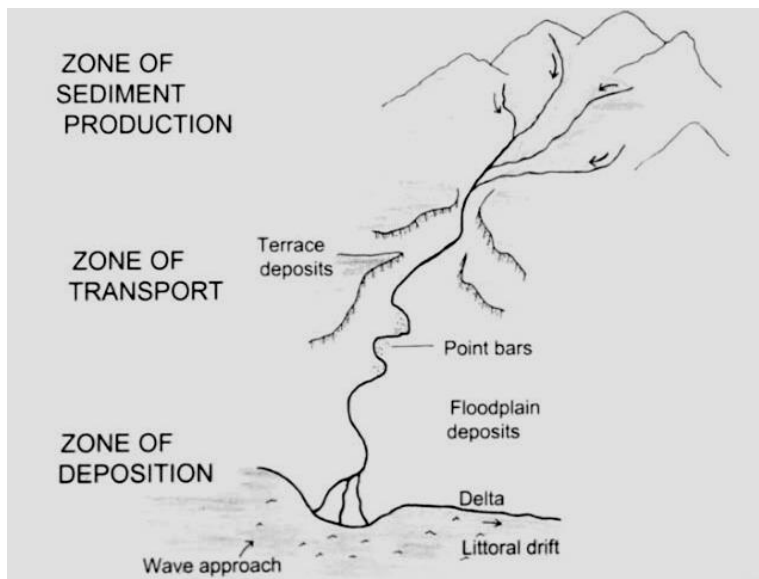 ZONE OF
SEDIMENT
PRODUCTION
Terrace
deposits
ZONE OF
TRANSPORT
Point bars
Floodplain
deposits
ZONE OF
DEPOSITION
Delta
Littoral drift
Wave approach